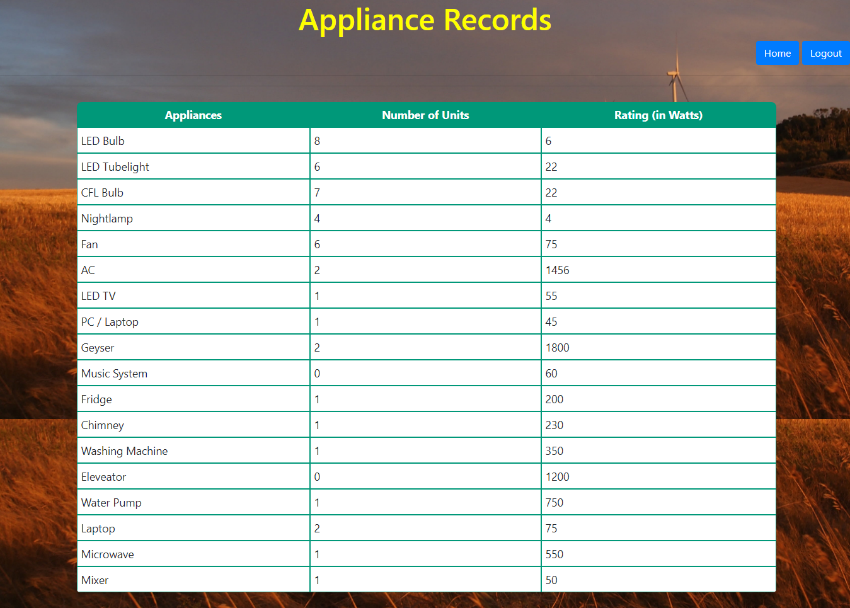 Appliance Records
Home Logout
Appliances Number of Units Rating (in Watts)
LED Bulb 8 6
LED Tubelight 6 22
CFL Bulb 7 22
Nightlamp 4 4
Fan 6 75
AC 2 1456
LED TV 1 55
PC / Laptop 1 45
Geyser 2 1800
Music System 0 60
Fridge 1 200
Chimney 1 230
Washing Machine 1 350
Eleveator 0 1200
Water Pump 1 750
Laptop 2 75
Microwave 1 550
Mixer 1 50